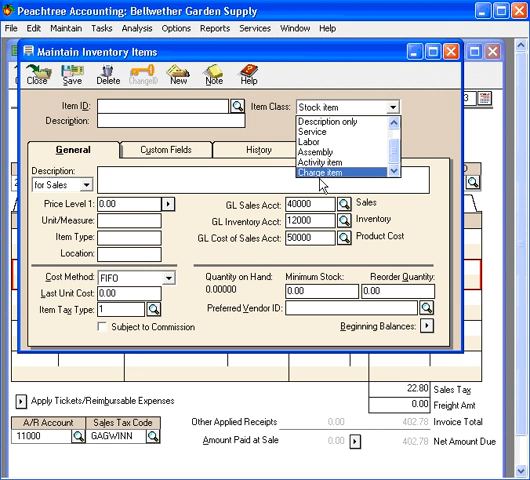 Peachtree Accounting: Bellwether Garden Supply
File Edit Maintain Tasks Analysis Options Reports Services Window Help
Maintain Inventory Items
Close Save Delete ChangeID New Note Help
Item ID: Item Class: Stock item
Description: Description only
Service
Labor
Assembly
Activity item
Charge item
General Custom Fields History
Description:
for Sales
Price Level 1: 0.00 GL Sales Acct: 40000 Sales
Unit/Measure: GL Inventory Acct: 12000 Inventory
Item Type: GL Cost of Sales Acct: 50000 Product Cost
Location:
Cost Method: FIFO Quantity on Hand: Minimum Stock: Reorder Quantity:
Last Unit Cost: 0.00 0.00000 0.00 0.00
Item Tax Type: 1 Preferred Vendor ID:
Subject to Commission Beginning Balances:
22.80 Sales Tax
Apply Tickets/Reimbursable Expenses 0.00 Freight Amt
A/R Account Sales Tax Code Other Applied Receipts 0.00 402.78 Invoice Total
11000 GAGWINN Amount Paid at Sale 0.00 402.78 Net Amount Due